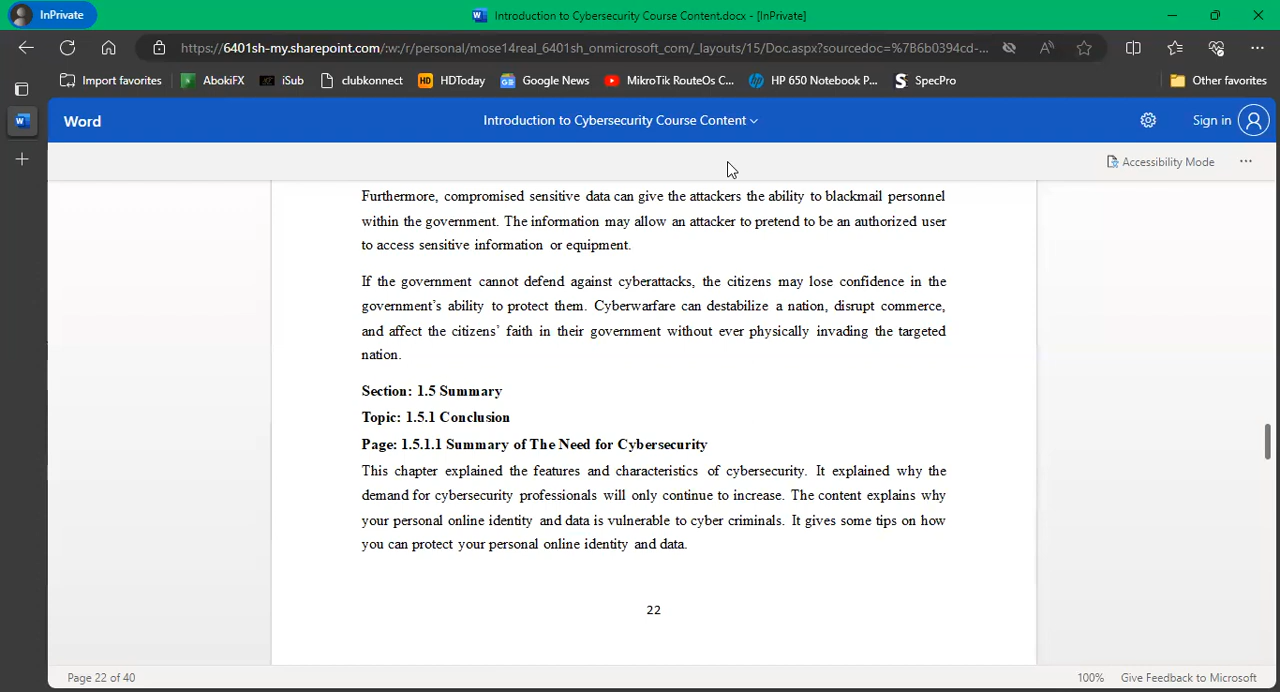 InPrivate
Introduction to Cybersecurity Course Content.docx - [InPrivate]
https://6401sh-my.sharepoint.com/:w:/r/personal/mose14real_6401sh_onmicrosoft_com/_layouts/15/Doc.aspx?sourcedoc=%7B6b0394cd-...
Import favorites AbokiFX iSub clubkonnect HDToday Google News MikroTik RouteOs C... HP 650 Notebook P... SpecPro Other favorites
Word Introduction to Cybersecurity Course Content Sign in
Accessibility Mode ...
Furthermore, compromised sensitive data can give the attackers the ability to blackmail personnel
within the government. The information may allow an attacker to pretend to be an authorized user
to access sensitive information or equipment.
If the government cannot defend against cyberattacks, the citizens may lose confidence in the
government's ability to protect them. Cyberwarfare can destabilize a nation, disrupt commerce,
and affect the citizens' faith in their government without ever physically invading the targeted
nation.
Section: 1.5 Summary
Topic: 1.5.1 Conclusion
Page: 1.5.1.1 Summary of The Need for Cybersecurity
This chapter explained the features and characteristics of cybersecurity. It explained why the
demand for cybersecurity professionals will only continue to increase. The content explains why
your personal online identity and data is vulnerable to cyber criminals. It gives some tips on how
you can protect your personal online identity and data.
22
Page 22 of 40 100% Give Feedback to Microsoft